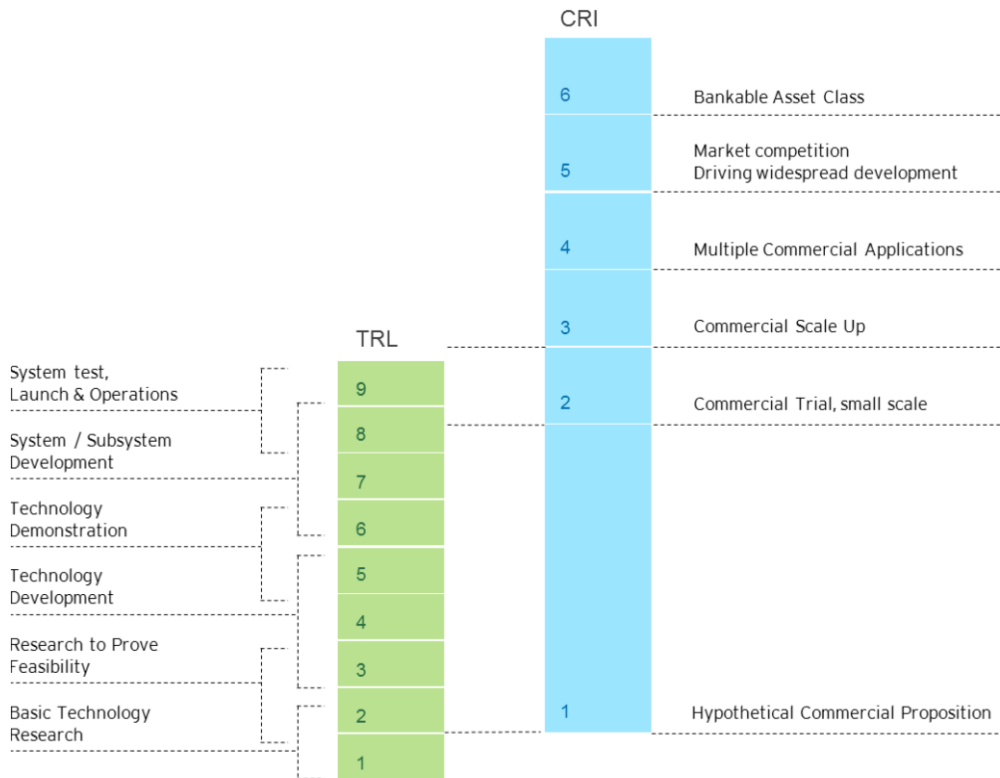 CRI
6
Bankable Asset Class
Market competition
5
Driving widespread development
4
Multiple Commercial Applications
3
Commercial Scale Up
TRL
System test,
Launch & Operations
9
2
Commercial Trial, small scale
8
System / Subsystem
Development
7
Technology
Demonstration
6
Technology
Development
5
4
Research to Prove
Feasibility
3
Basic Technology
Research
2
1
Hypothetical Commercial Proposition
1